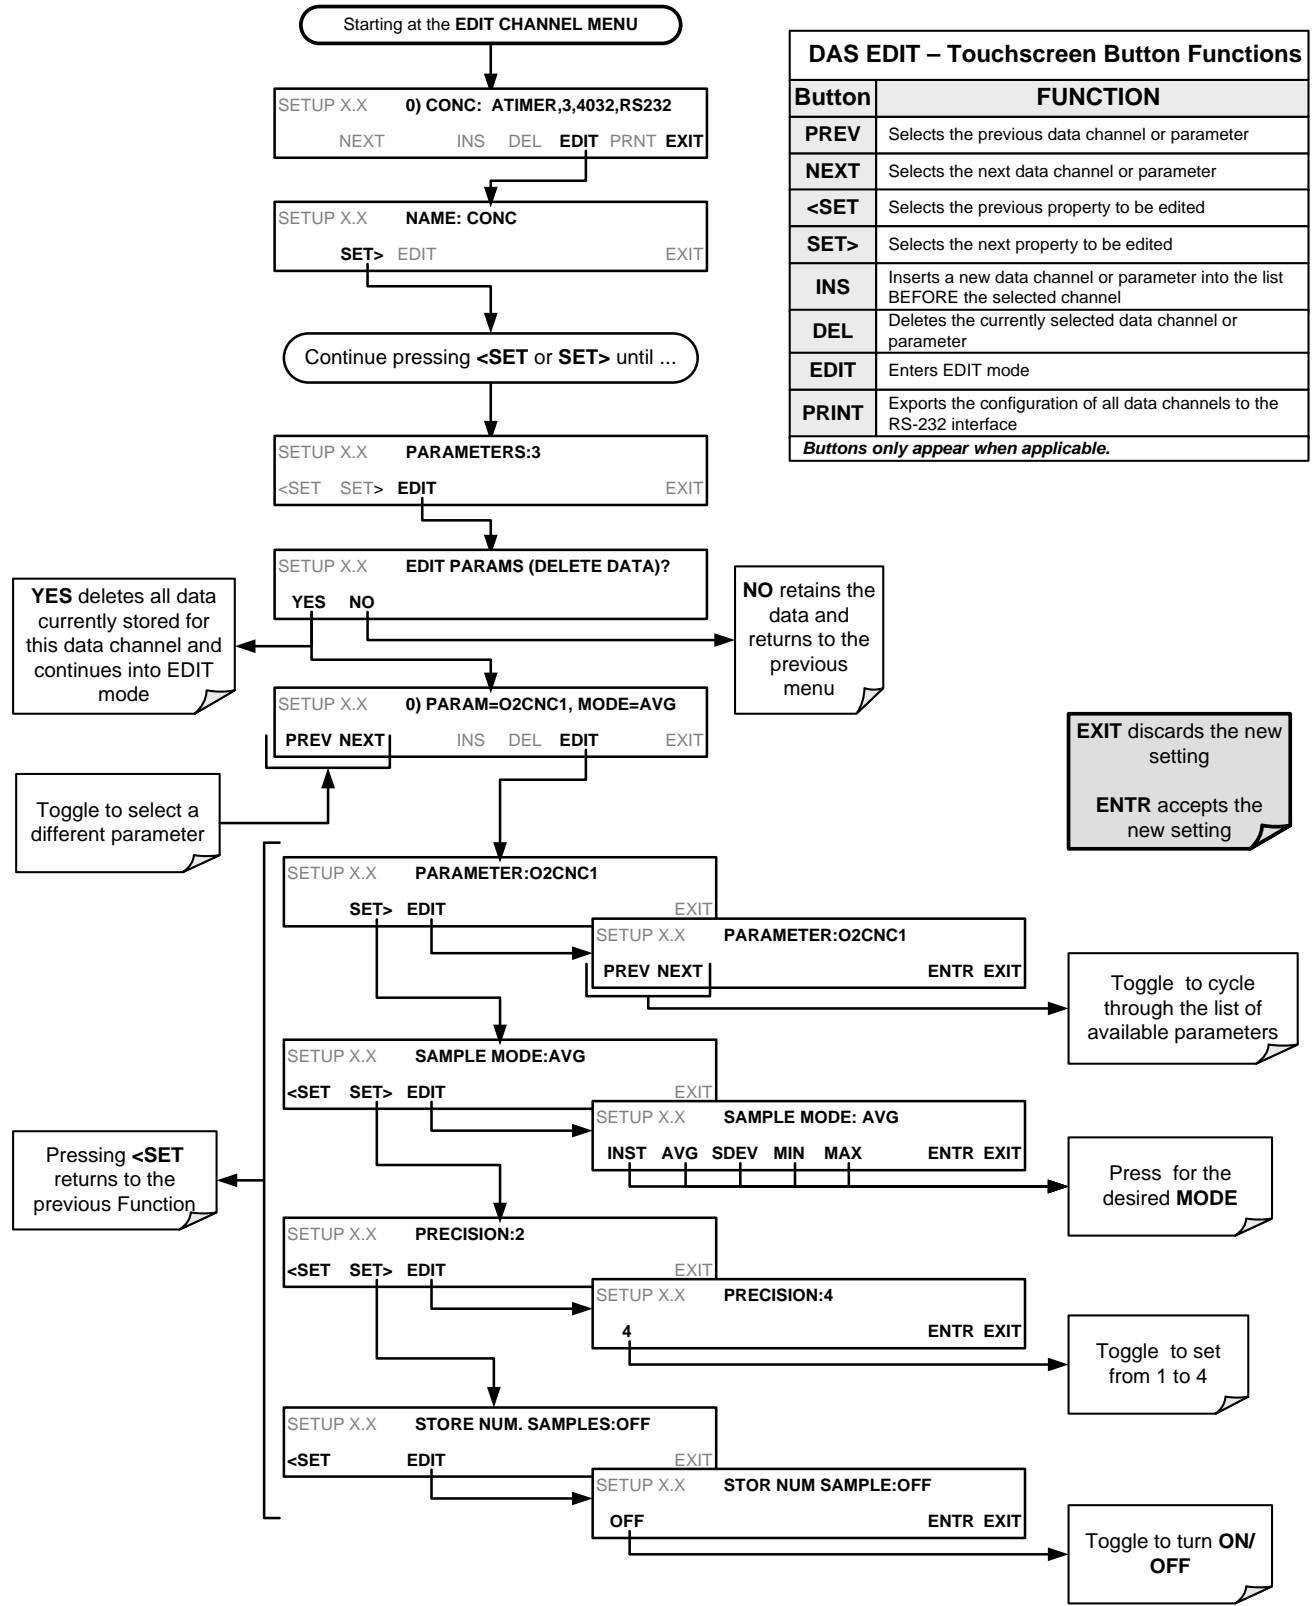 Starting at the EDIT CHANNEL MENU
SETUP X.X 0) CONC: ATIMER,3,4032,RS232
NEXT INS DEL EDIT PRNT EXIT
SETUP X.X NAME: CONC
SET> EDIT EXIT
Continue pressing <SET or SET> until ...
SETUP X.X PARAMETERS:3
<SET SET> EDIT EXIT
SETUP X.X EDIT PARAMS (DELETE DATA)?
YES NO
DAS EDIT – Touchscreen Button Functions
Button FUNCTION
PREV Selects the previous data channel or parameter
NEXT Selects the next data channel or parameter
<SET Selects the previous property to be edited
SET> Selects the next property to be edited
INS Inserts a new data channel or parameter into the list
BEFORE the selected channel
DEL Deletes the currently selected data channel or
parameter
EDIT Enters EDIT mode
PRINT Exports the configuration of all data channels to the
RS-232 interface
Buttons only appear when applicable.
YES deletes all data
currently stored for
this data channel and
continues into EDIT
mode
NO retains the
data and
returns to the
previous
menu
SETUP X.X 0) PARAM=O2CNC1, MODE=AVG
PREV NEXT INS DEL EDIT EXIT
Toggle to select a
different parameter
EXIT discards the new
setting
ENTR accepts the
new setting
SETUP X.X PARAMETER:O2CNC1
SET> EDIT EXIT
SETUP X.X PARAMETER:O2CNC1
PREV NEXT ENTR EXIT
Toggle to cycle
through the list of
available parameters
SETUP X.X SAMPLE MODE:AVG
<SET SET> EDIT EXIT
SETUP X.X SAMPLE MODE: AVG
INST AVG SDEV MIN MAX ENTR EXIT
Press for the
desired MODE
Pressing <SET
returns to the
previous Function
SETUP X.X PRECISION:2
<SET SET> EDIT EXIT
SETUP X.X PRECISION:4
4 ENTR EXIT
Toggle to set
from 1 to 4
SETUP X.X STORE NUM. SAMPLES:OFF
<SET EDIT EXIT
SETUP X.X STOR NUM SAMPLE:OFF
OFF ENTR EXIT
Toggle to turn ON/
OFF